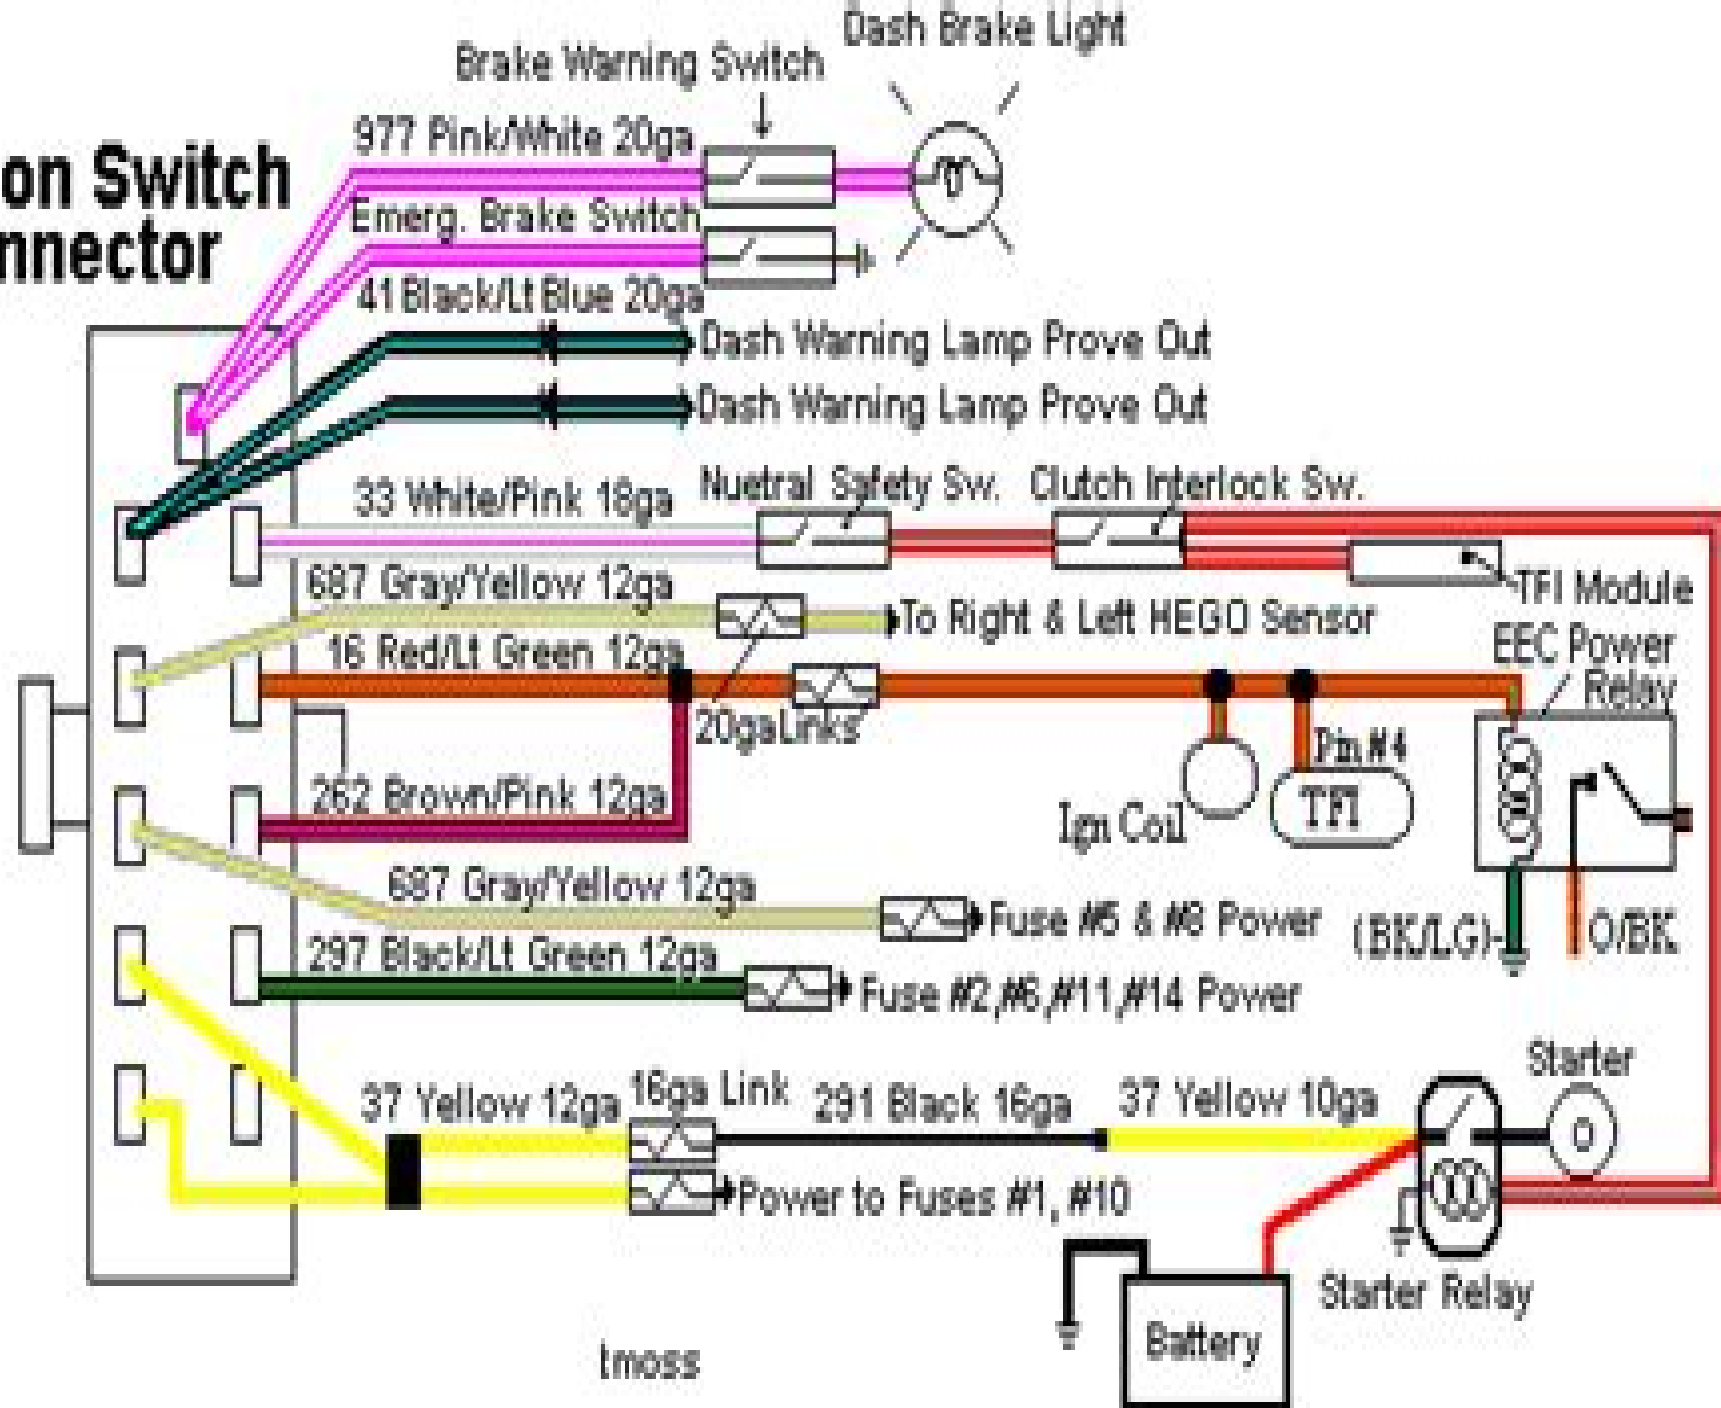 Dash Brake Light
Brake Warning Switch
977 Pink/White 20ga
on Switch
nnector
Emerg. Brake Switch
41 Black/Lt Blue 20ga
Dash Warning Lamp Prove Out
Dash Warning Lamp Prove Out
33 White/Pink 18ga
Nuetral Safety Sw.
Clutch Interlock Sw.
TFI Module
687 Gray/Yellow 12ga
To Right & Left HEGO Sensor
EEC Power
Relay
16 Red/Lt Green 12ga
20gaLinks
Pin #4
TFI
Ign Coil
262 Brown/Pink 12ga
687 Gray/Yellow 12ga
Fuse #5 & #8 Power
(BK/LG)
O/BK
297 Black/Lt Green 12ga
Fuse #2,#6,#11,#14 Power
Starter
37 Yellow 12ga
16ga Link
291 Black 16ga
37 Yellow 10ga
Power to Fuses #1, #10
Starter Relay
Battery
tmoss